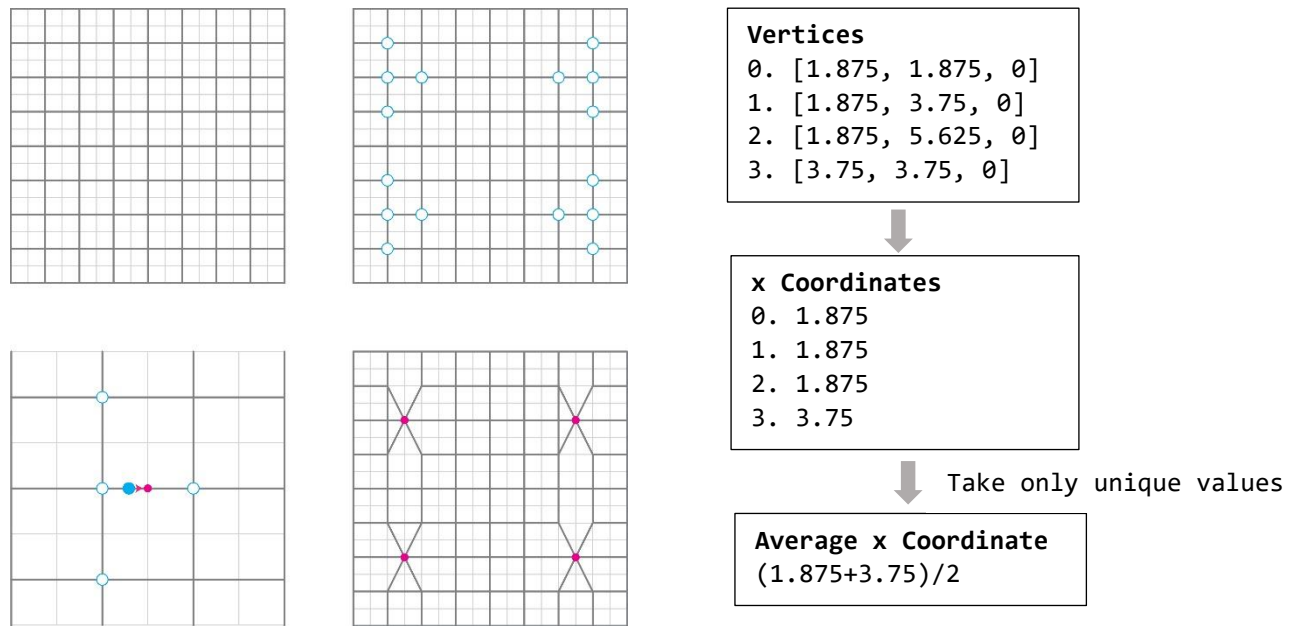 Vertices
0. [1.875, 1.875, 0]
1. [1.875, 3.75, 0]
2. [1.875, 5.625, 0]
3. [3.75, 3.75, 0]
x Coordinates
0. 1.875
1. 1.875
2. 1.875
3. 3.75
Take only unique values
Average x Coordinate
(1.875+3.75)/2